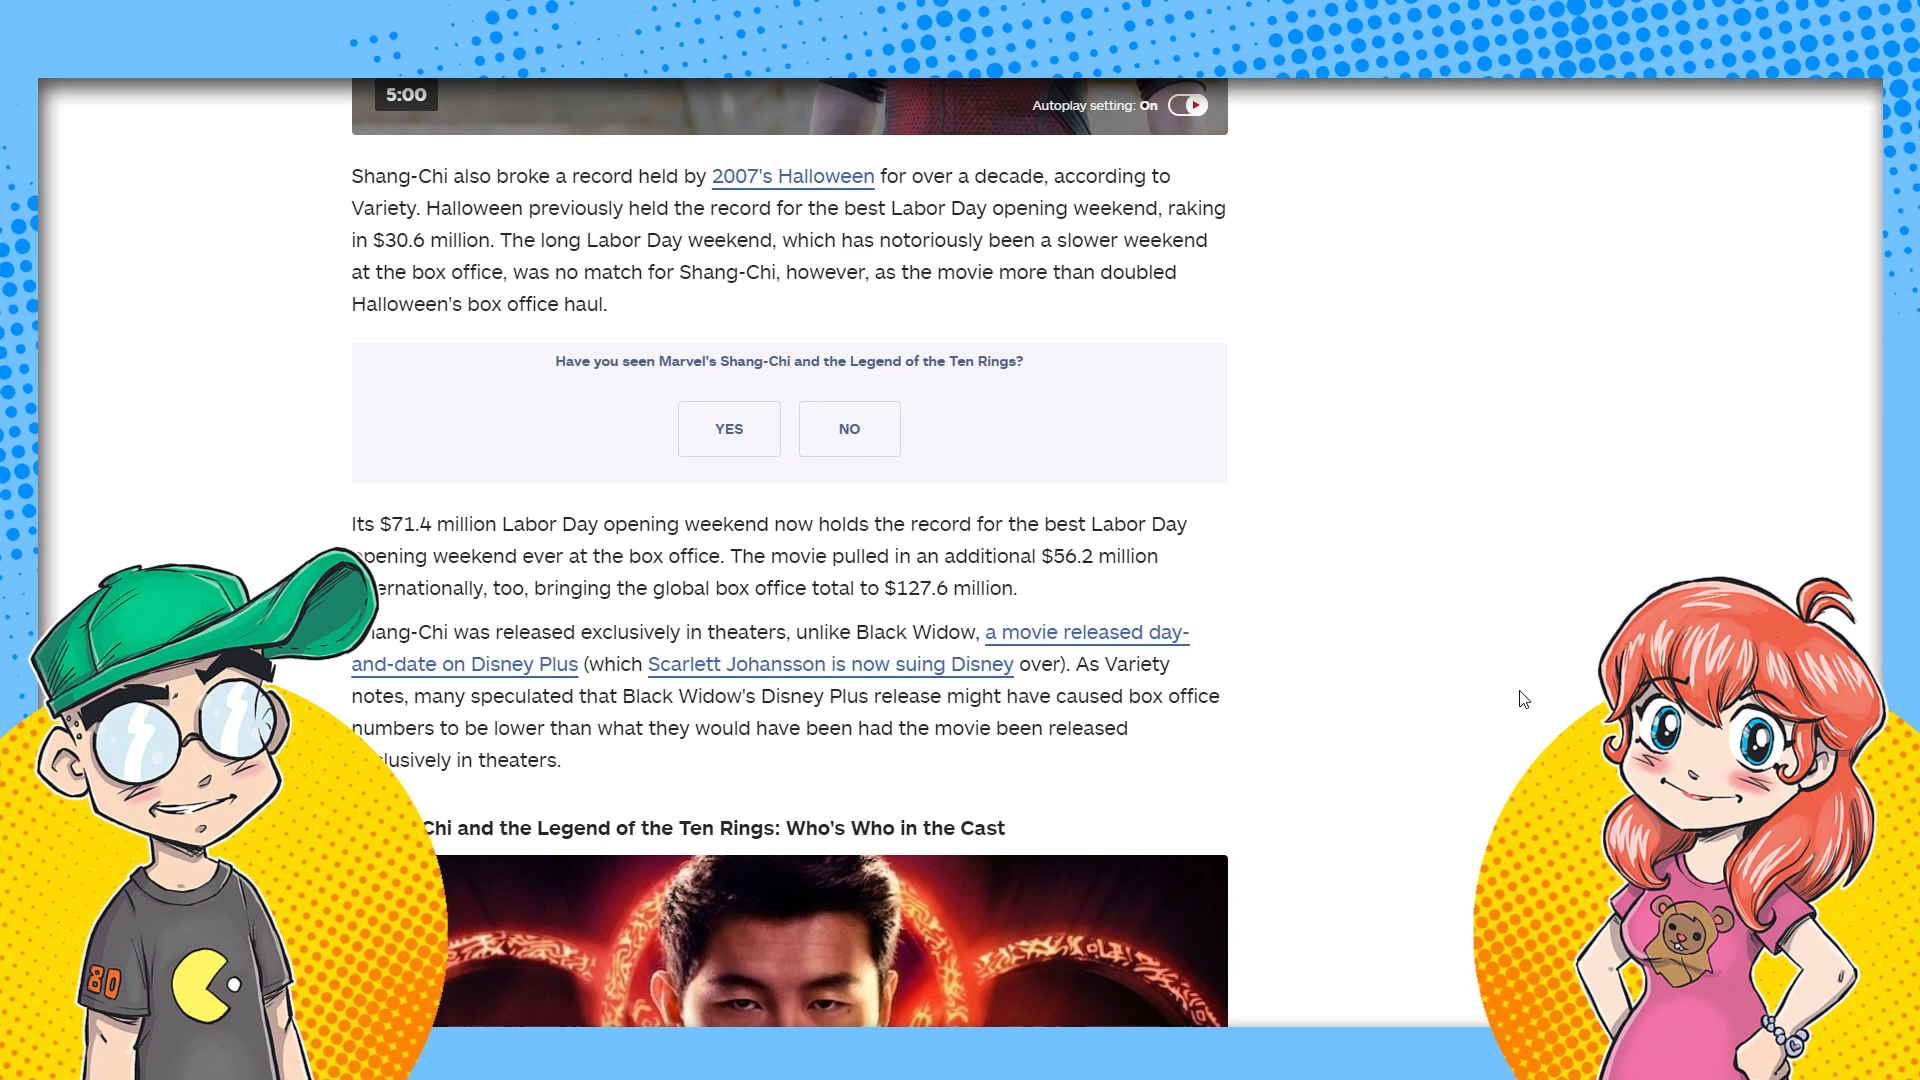 5:00
Autoplay setting: On
Shang-Chi also broke a record held by 2007's Halloween for over a decade, according to
Variety. Halloween previously held the record for the best Labor Day opening weekend, raking
in $30.6 million. The long Labor Day weekend, which has notoriously been a slower weekend
at the box office, was no match for Shang-Chi, however, as the movie more than doubled
Halloween's box office haul.
Have you seen Marvel's Shang-Chi and the Legend of the Ten Rings?
YES NO
Its $71.4 million Labor Day opening weekend now holds the record for the best Labor Day
opening weekend ever at the box office. The movie pulled in an additional $56.2 million
ernationally, too, bringing the global box office total to $127.6 million.
hang-Chi was released exclusively in theaters, unlike Black Widow, a movie released day-
and-date on Disney Plus (which Scarlett Johansson is now suing Disney over). As Variety
notes, many speculated that Black Widow's Disney Plus release might have caused box office
numbers to be lower than what they would have been had the movie been released
clusively in theaters.
Chi and the Legend of the Ten Rings: Who's Who in the Cast
80